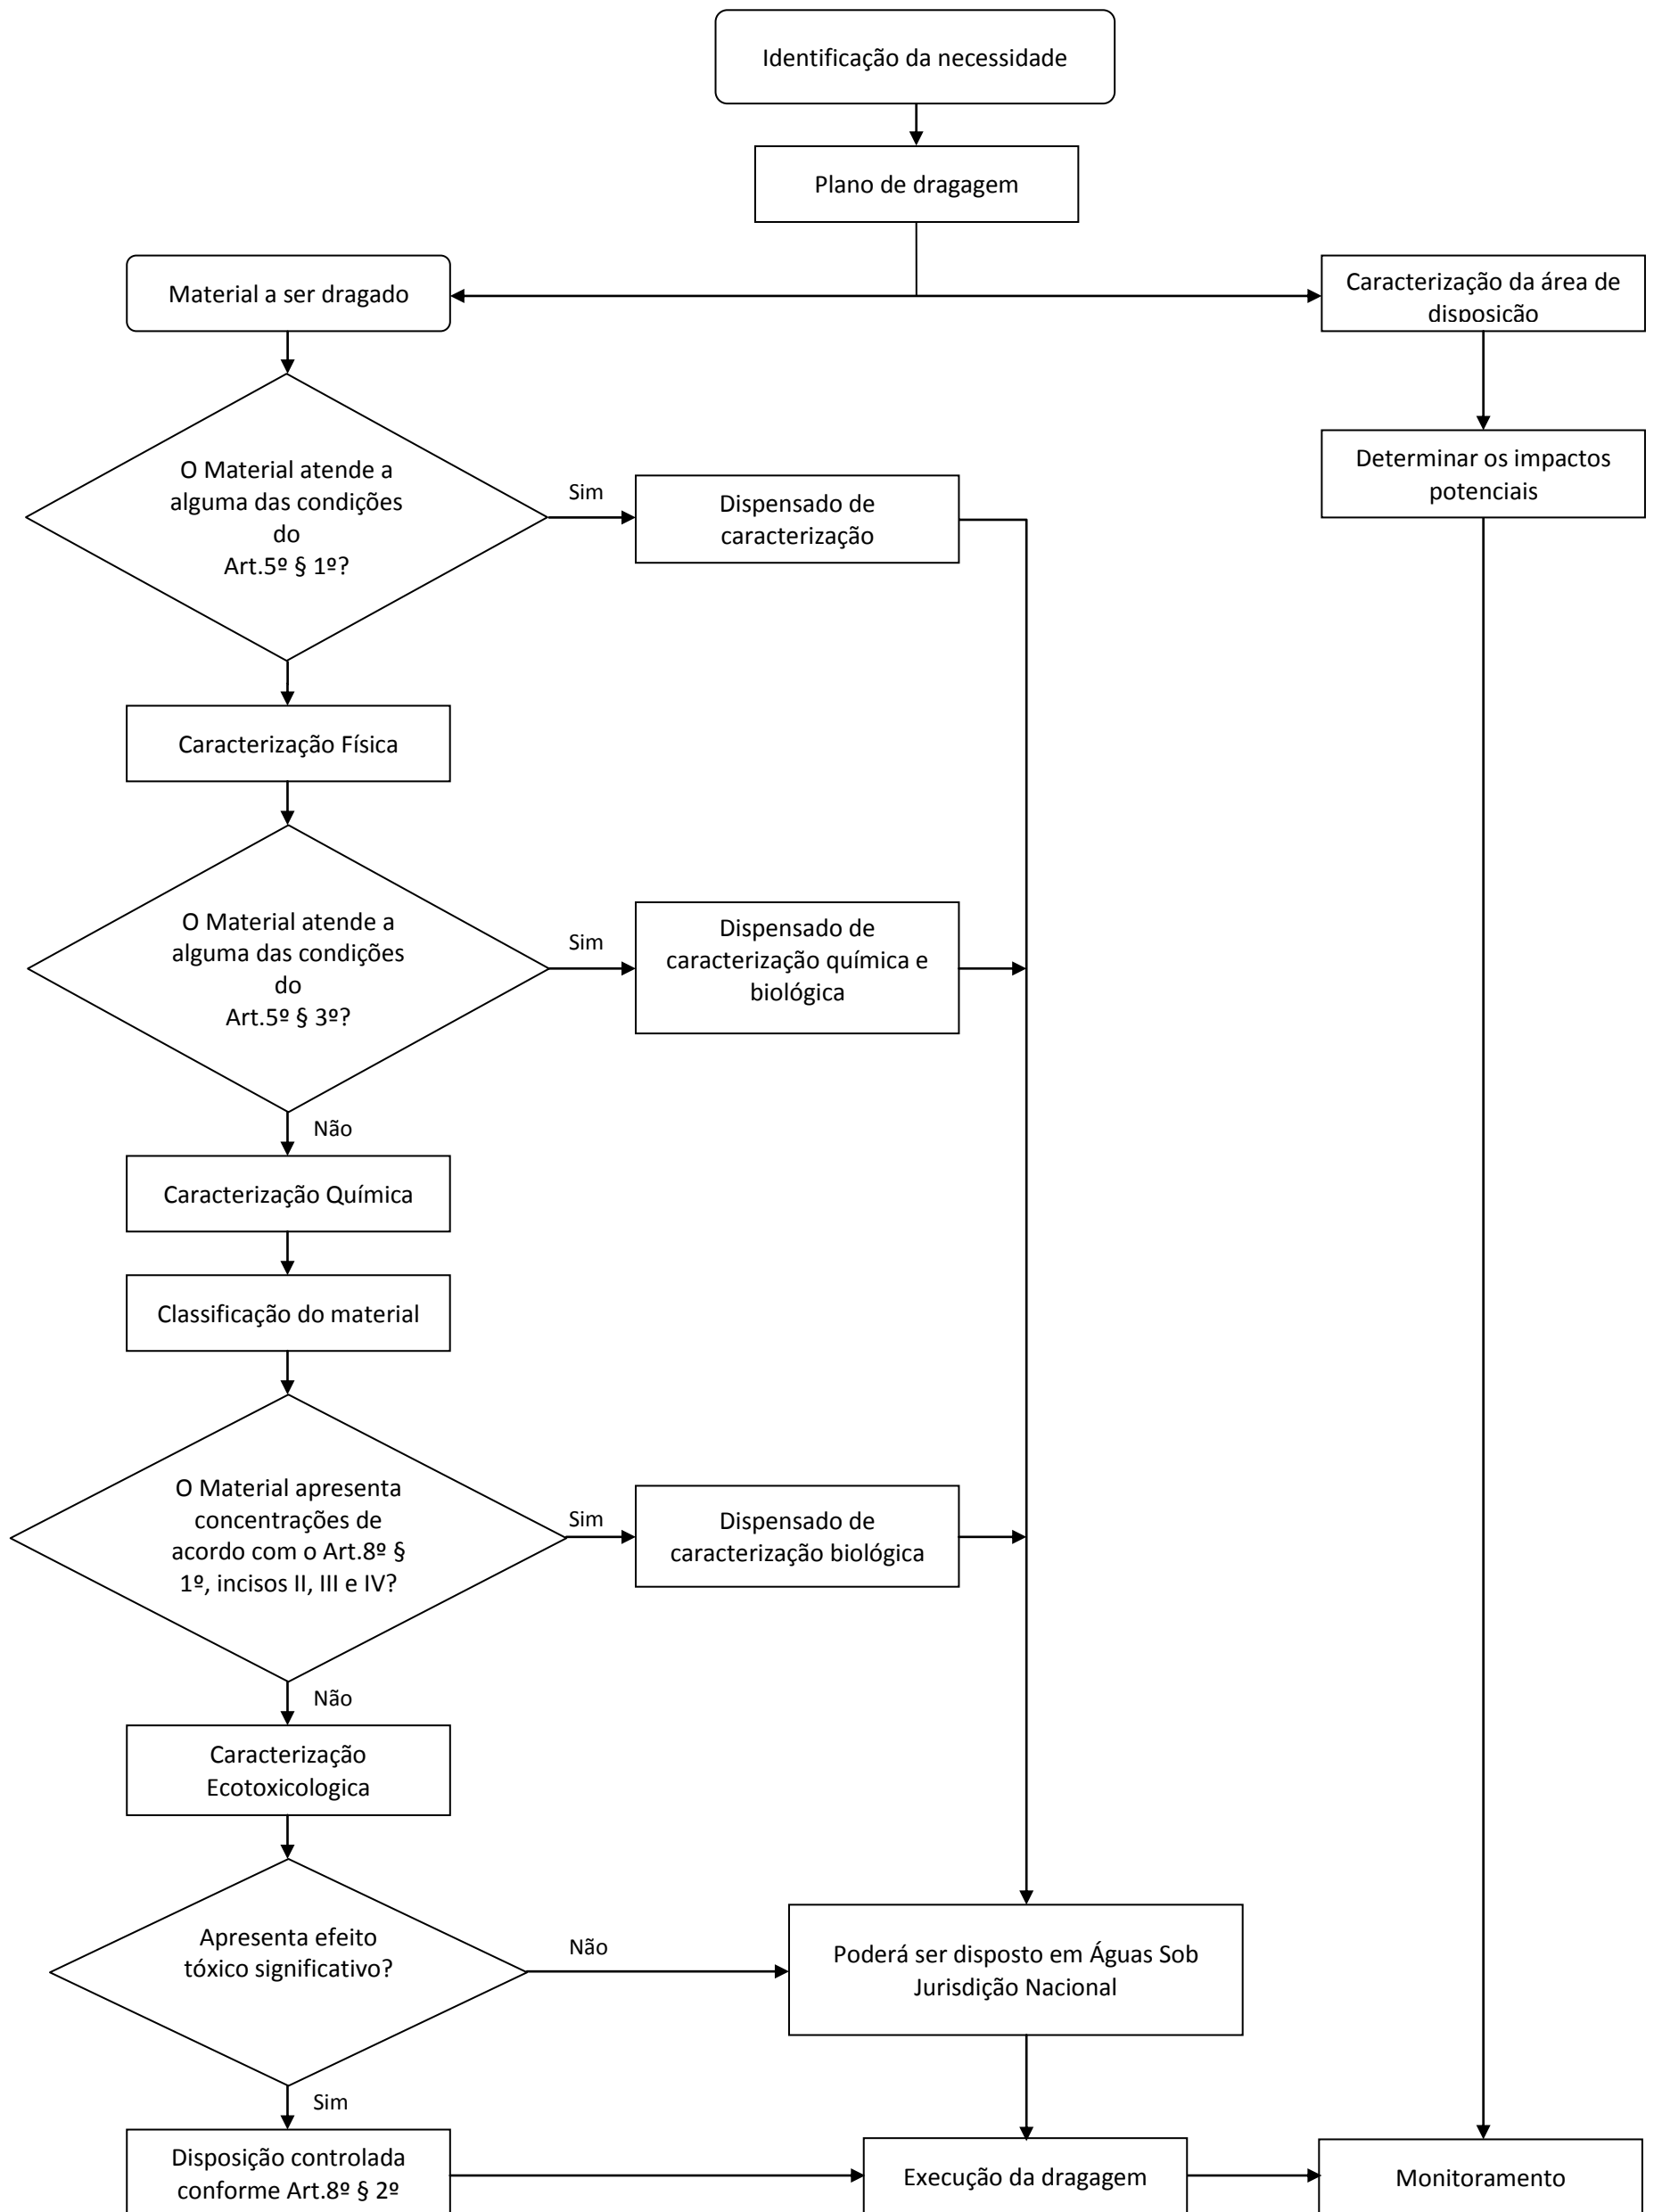 Identificação da necessidade
Plano de dragagem
Material a ser dragado
Caracterização da área de
disposição
O Material atende a
alguma das condições
do
Art.5º § 1º?
Sim
Dispensado de
caracterização
Determinar os impactos
potenciais
Caracterização Física
O Material atende a
alguma das condições
do
Art.5º § 3º?
Sim
Dispensado de
caracterização química e
biológica
Não
Caracterização Química
Classificação do material
O Material apresenta
concentrações de
acordo com o Art.8º §
1º, incisos II, III e IV?
Sim
Dispensado de
caracterização biológica
Não
Caracterização
Ecotoxicologica
Apresenta efeito
tóxico significativo?
Não
Poderá ser disposto em Águas Sob
Jurisdição Nacional
Sim
Disposição controlada
conforme Art.8º § 2º
Execução da dragagem
Monitoramento